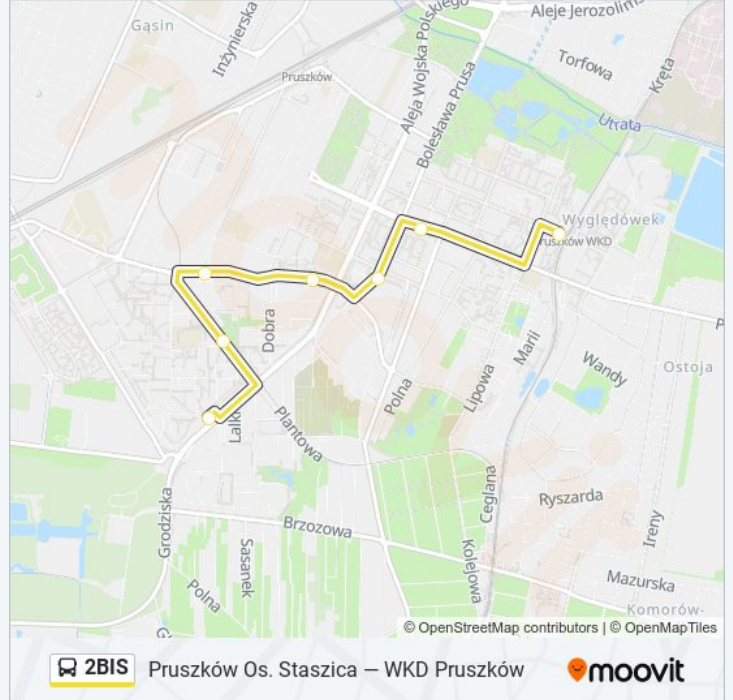 Gąsin
Inżynierska
Aleja Wojska Polskiego
Aleje Jerozolims
Torfowa
Kręta
Pruszków
Bolesława Prusa
Utrata
Wyględówek
ruszków WKD
Dobra
Marii
P
Wandy
Ostoja
Lipowa
Polna
Lalki
Plantowa
Ceglana
Ryszarda
Grodziska
Brzozowa
Ireny
Sasanek
Kolejowa
Polna
Mazurska
Komorów-
© OpenStreetMap contributors | © OpenMapTiles
2BIS Pruszków Os. Staszica — WKD Pruszków moovit